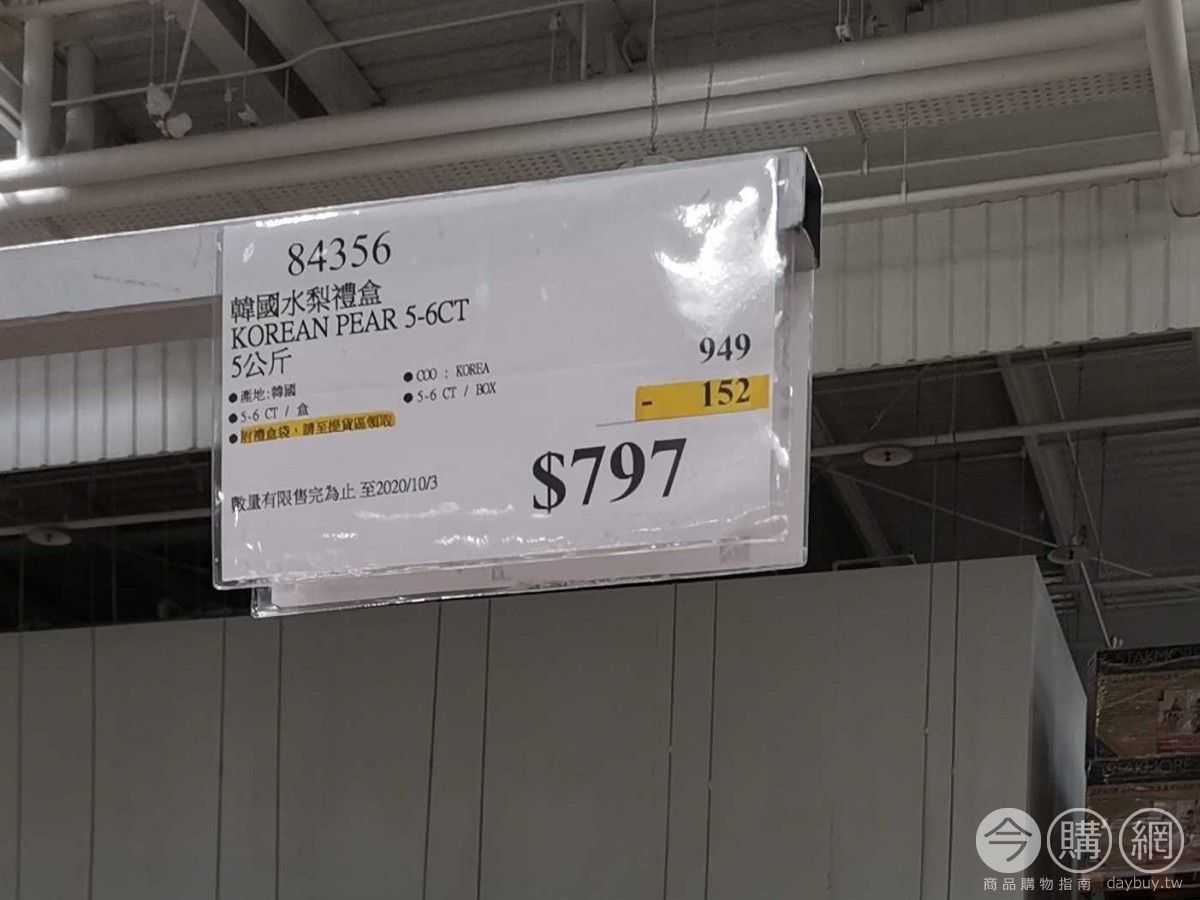 84356
韓國水梨禮盒
KOREAN PEAR 5-6CT
5公斤
●產地:韓國
●5-6 CT / 盒
●附禮盒袋，請至提貨區領取
●COO : KOREA
●5-6 CT / BOX
949
- 152
$797
數量有限售完為止 至2020/10/3
今購網
商品購物指南 daybuy.tw